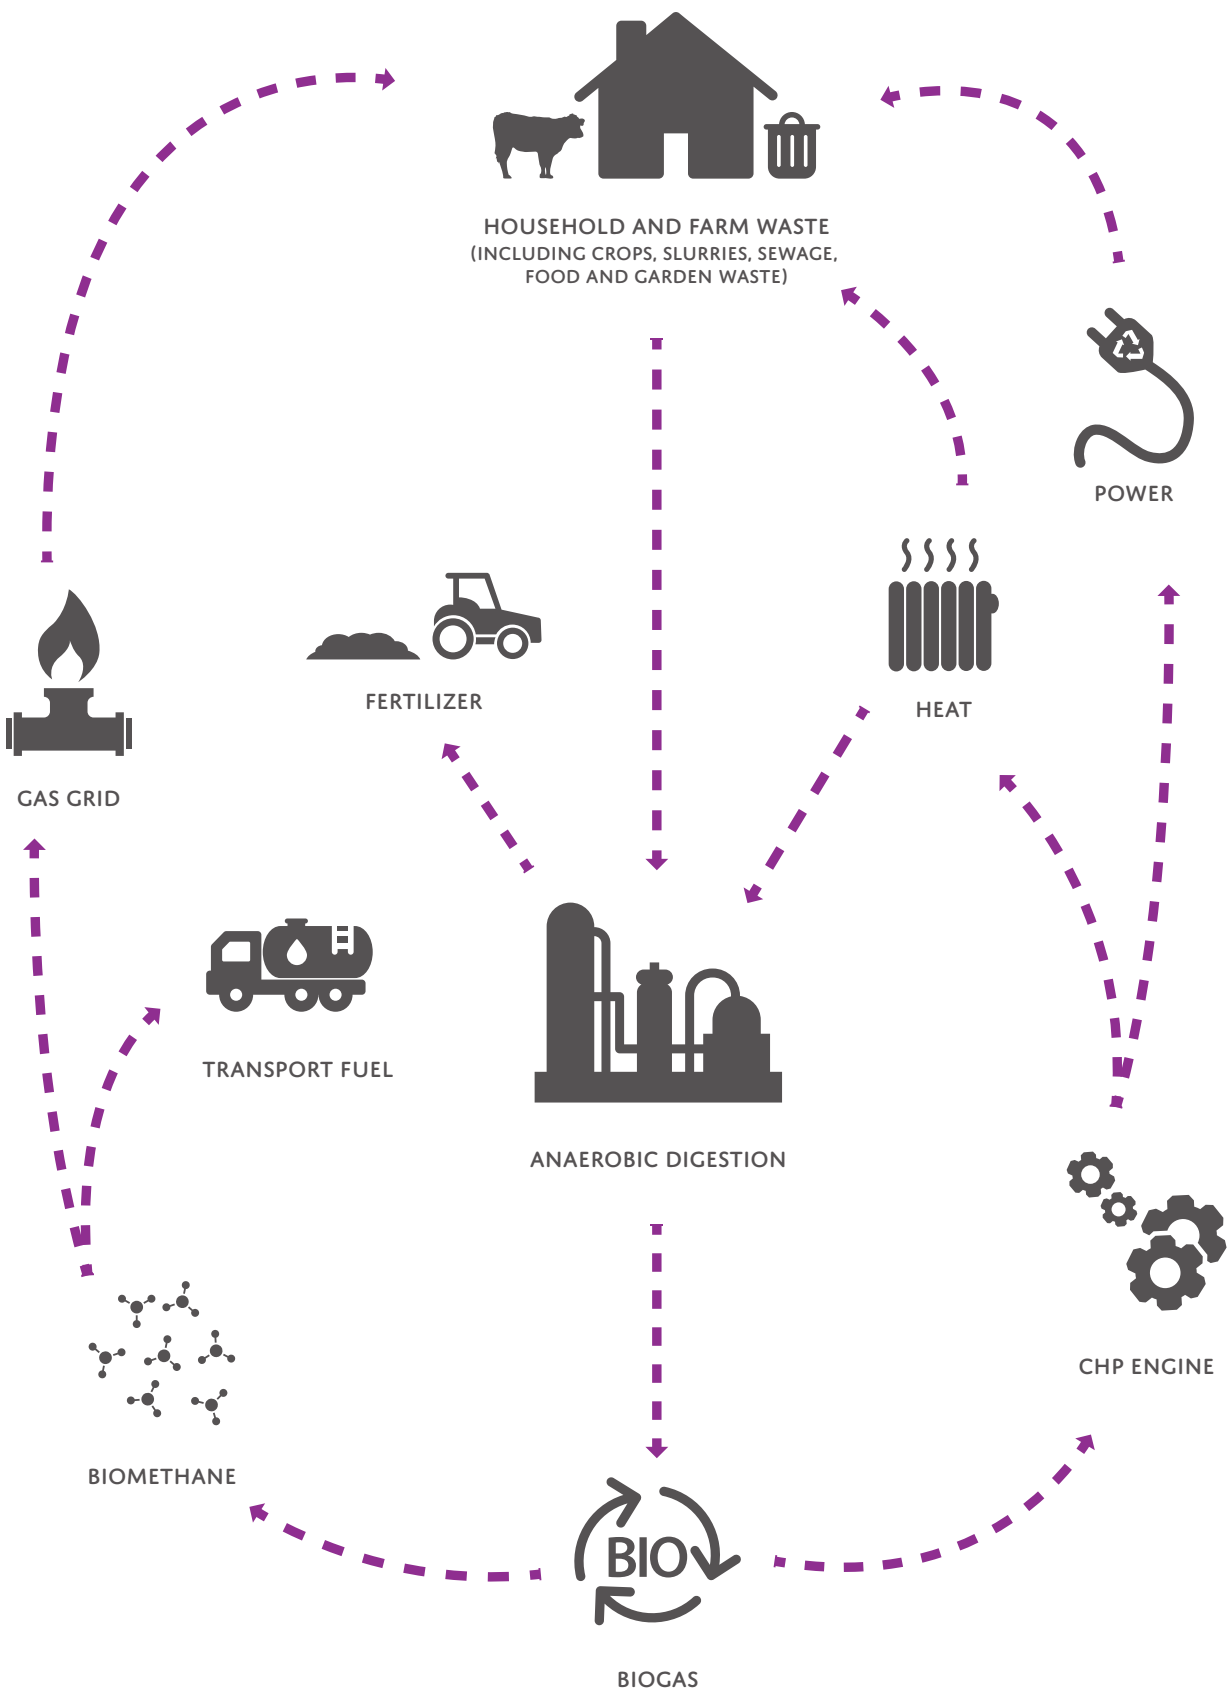 HOUSEHOLD AND FARM WASTE
(INCLUDING CROPS, SLURRIES, SEWAGE,
FOOD AND GARDEN WASTE)
POWER
FERTILIZER
HEAT
GAS GRID
TRANSPORT FUEL
ANAEROBIC DIGESTION
CHP ENGINE
BIOMETHANE
BIO
BIOGAS